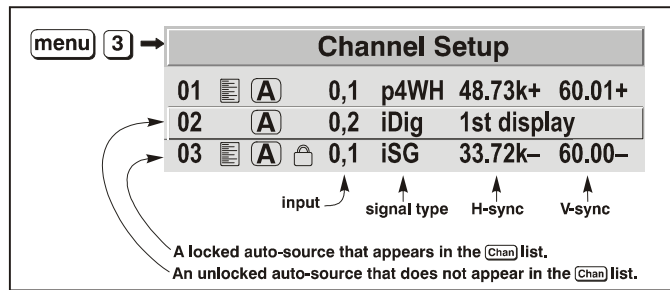 menu 3 Channel Setup
01 A 0,1 p4WH 48.73k+ 60.01+
02 A 0,2 iDig 1st display
03 A 0,1 iSG 33.72k– 60.00–
input signal type H-sync V-sync
A locked auto-source that appears in the Chan list.
An unlocked auto-source that does not appear in the Chan list.